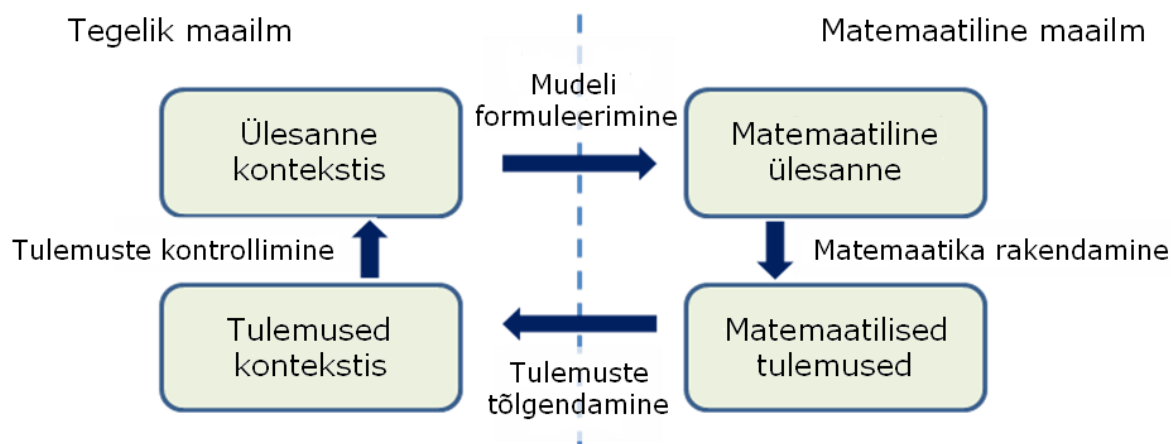 Tegelik maailm
Matemaatiline maailm
Mudeli
formuleerimine
Ülesanne
kontekstis
Matemaatiline
ülesanne
Tulemuste kontrollimine
Matemaatika rakendamine
Tulemused
kontekstis
Matemaatilised
tulemused
Tulemuste
tõlgendamine